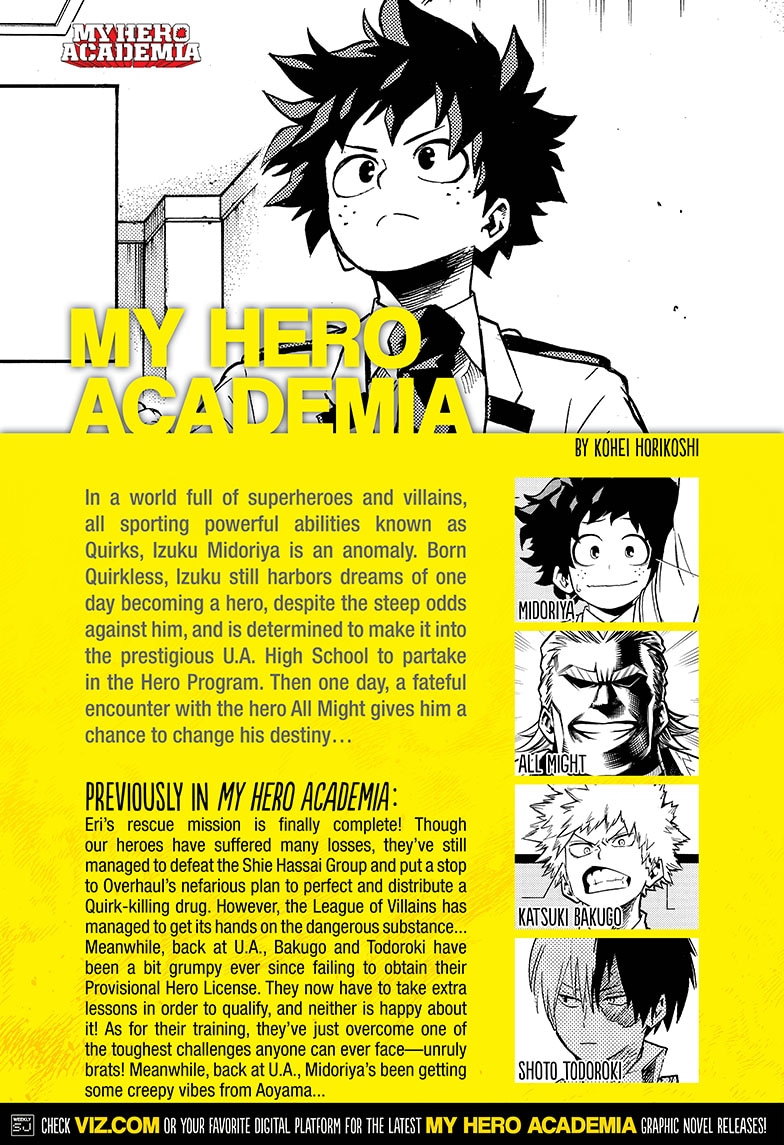 MY HERO
ACADEMIA
MY HERO
ACADEMIA
BY KOHEI HORIKOSHI
In a world full of superheroes and villains,
all sporting powerful abilities known as
Quirks, Izuku Midoriya is an anomaly. Born
Quirkless, Izuku still harbors dreams of one
day becoming a hero, despite the steep odds
against him, and is determined to make it into
the prestigious U.A. High School to partake
in the Hero Program. Then one day, a fateful
encounter with the hero All Might gives him a
chance to change his destiny…
PREVIOUSLY IN MY HERO ACADEMIA:
Eri’s rescue mission is finally complete! Though
our heroes have suffered many losses, they’ve still
managed to defeat the Shie Hassai Group and put a stop
to Overhaul’s nefarious plan to perfect and distribute a
Quirk-killing drug. However, the League of Villains has
managed to get its hands on the dangerous substance...
Meanwhile, back at U.A., Bakugo and Todoroki have
been a bit grumpy ever since failing to obtain their
Provisional Hero License. They now have to take extra
lessons in order to qualify, and neither is happy about
it! As for their training, they’ve just overcome one of
the toughest challenges anyone can ever face—unruly
brats! Meanwhile, back at U.A., Midoriya’s been getting
some creepy vibes from Aoyama...
MIDORIYA
ALL MIGHT
KATSUKI BAKUGO
SHOTO TODOROKI
WEEKLY
SJ
CHECK VIZ.COM OR YOUR FAVORITE DIGITAL PLATFORM FOR THE LATEST MY HERO ACADEMIA GRAPHIC NOVEL RELEASES!